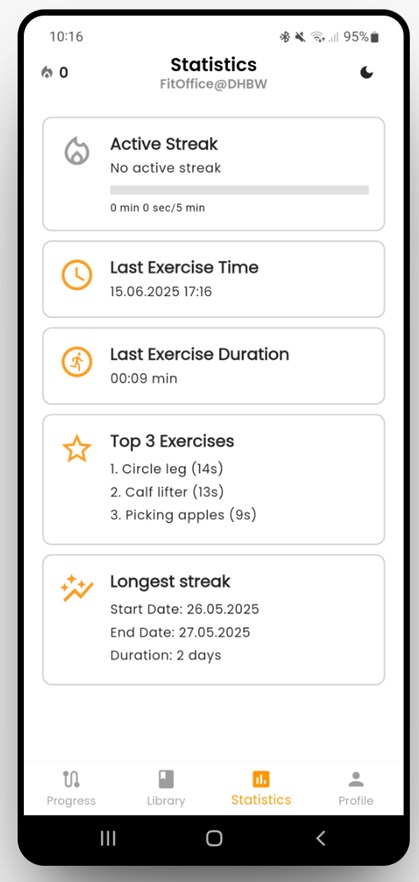 10:16
95%
0
Statistics
FitOffice@DHBW
Active Streak
No active streak
0 min 0 sec/5 min
Last Exercise Time
15.06.2025 17:16
Last Exercise Duration
00:09 min
Top 3 Exercises
1. Circle leg (14s)
2. Calf lifter (13s)
3. Picking apples (9s)
Longest streak
Start Date: 26.05.2025
End Date: 27.05.2025
Duration: 2 days
Progress
Library
Statistics
Profile